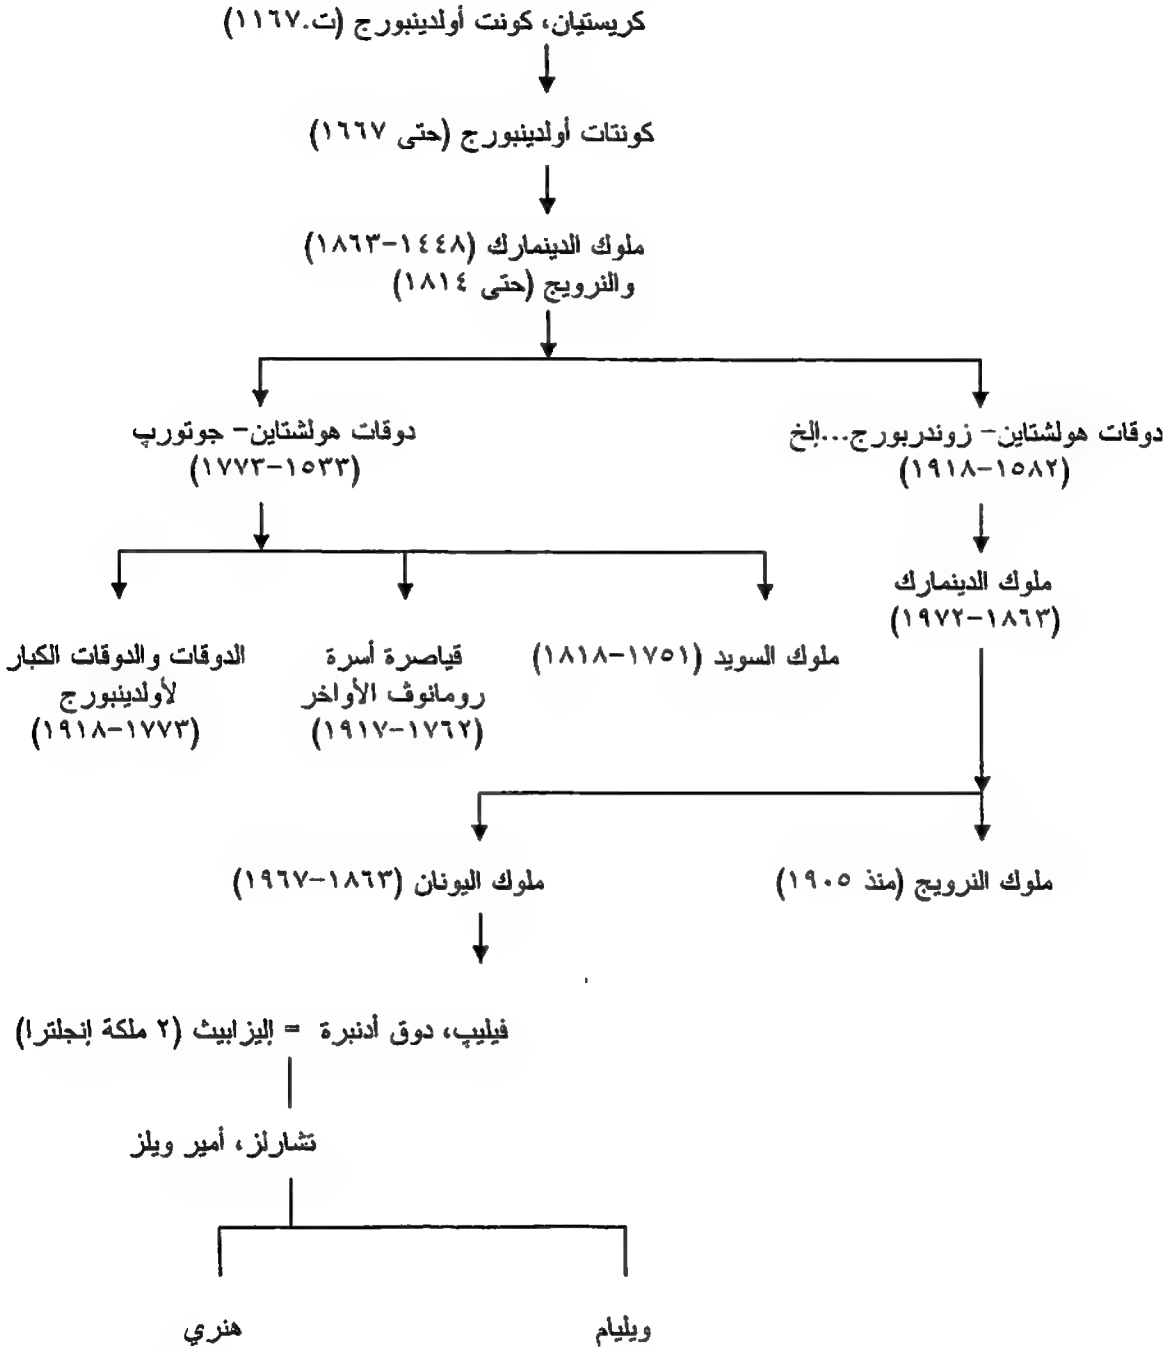 كريستيان، كونت أولدينبورج (ت.١١٦٧)
كونتات أولدينبورج (حتى ١٦٦٧)
ملوك الدينمارك (١٤٤٨-١٨٦٣)
والنرويج (حتى ١٨١٤)
دوقات هولشتاين- زوندربورج...إلخ
(١٥٨٢-١٩١٨)
دوقات هولشتاين- جوتورپ
(١٥٣٣-١٧٧٣)
ملوك الدينمارك
(١٨٦٣-١٩٧٢)
ملوك السويد (١٧٥١-١٨١٨)
قياصرة أسرة
رومانوڤ الأواخر
(١٧٦٢-١٩١٧)
الدوقات والدوقات الكبار
لأولدينبورج
(١٧٧٣-١٩١٨)
ملوك النرويج (منذ ١٩٠٥)
ملوك اليونان (١٨٦٣-١٩٦٧)
فيليپ، دوق أدنبرة = إليزابيث (٢ ملكة إنجلترا)
تشارلز، أمير ويلز
ويليام
هنري